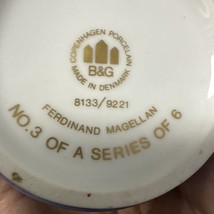 COPENHAGEN PORCELAIN
B&G
MADE IN DENMARK
8133/9221
FERDINAND MAGELLAN
NO.3 OF A SERIES OF 6